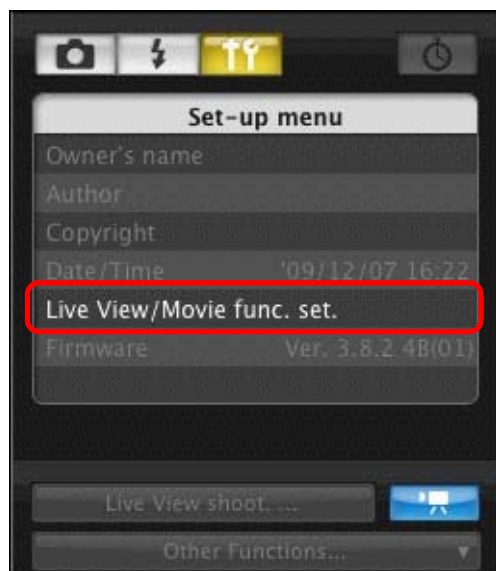 Set-up menu
Owner's name
Author
Copyright
Date/Time '09/12/07 16:22
Live View/Movie func. set.
Firmware Ver. 3.8.2 4B(01)
Live View shoot. ...
Other Functions...